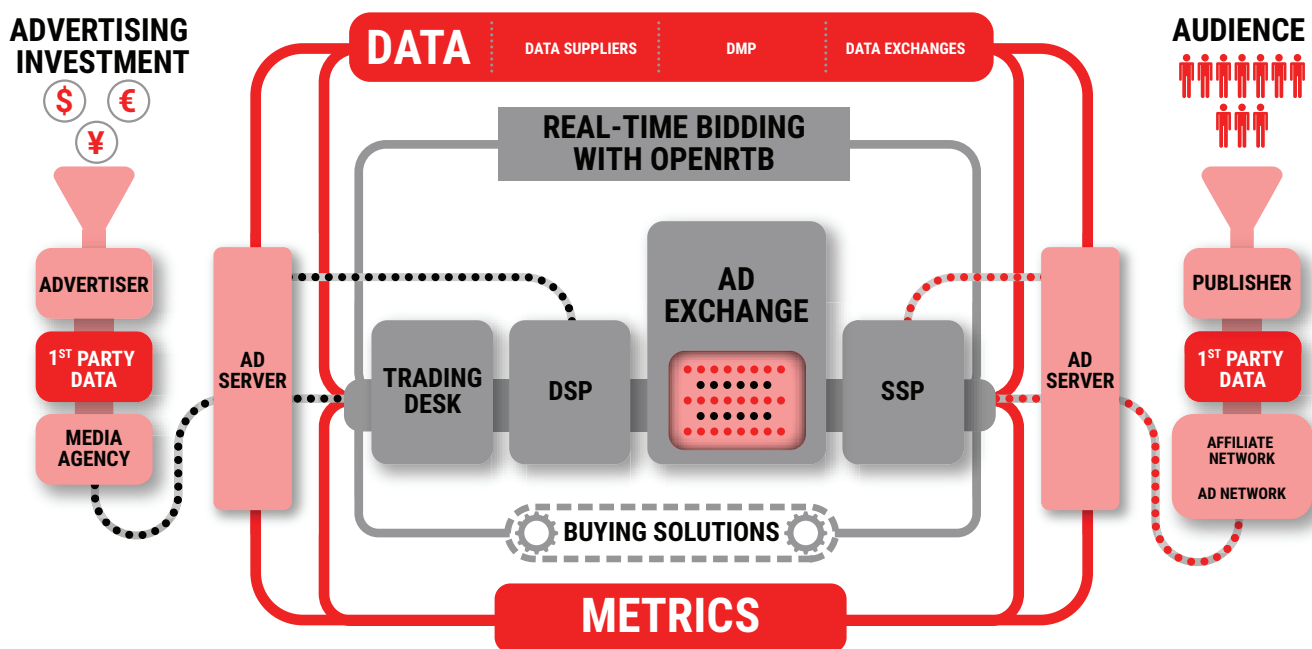 ADVERTISING
INVESTMENT
$
€
¥
ADVERTISER
1ST PARTY
DATA
MEDIA
AGENCY
AD
SERVER
DATA
DATA SUPPLIERS
DMP
DATA EXCHANGES
REAL-TIME BIDDING
WITH OPENRTB
TRADING
DESK
DSP
AD
EXCHANGE
SSP
BUYING SOLUTIONS
METRICS
AD
SERVER
AUDIENCE
PUBLISHER
1ST PARTY
DATA
AFFILIATE
NETWORK
AD NETWORK